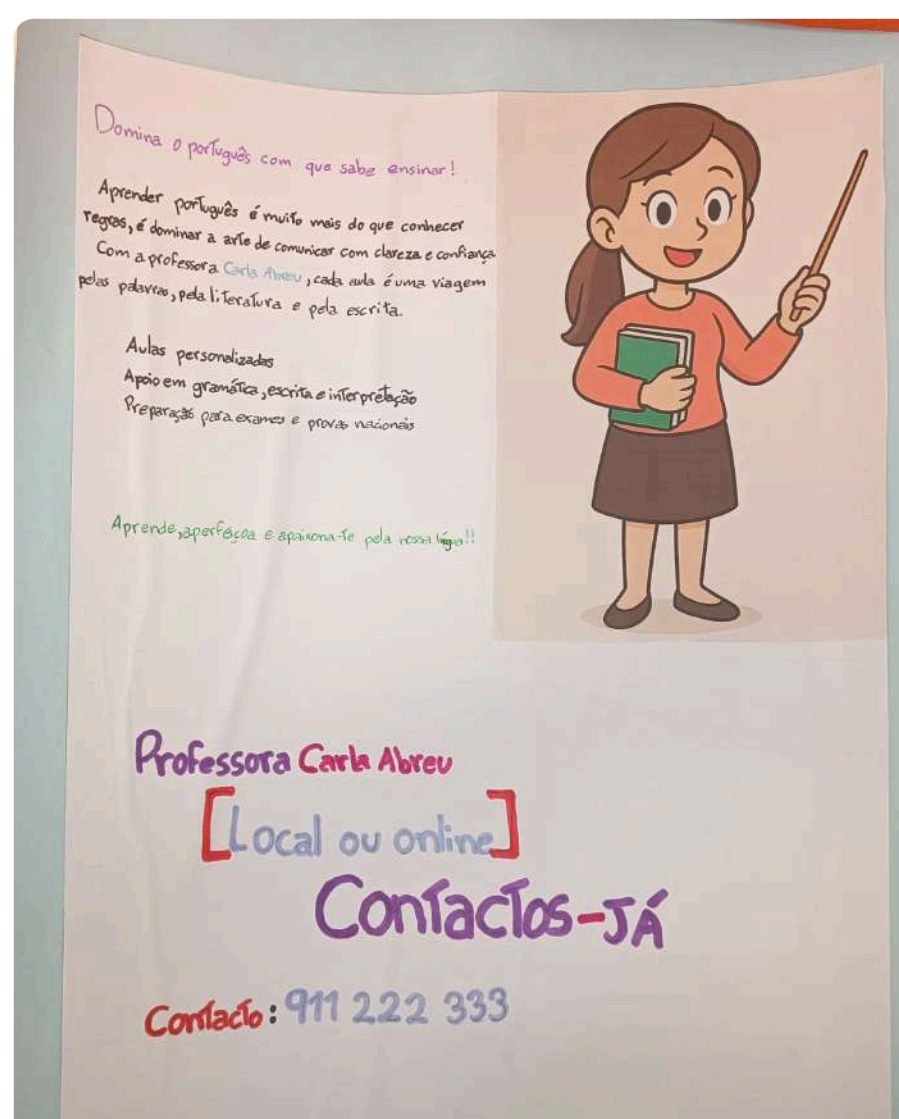 Domina o português com que sabe ensinar!
Aprender português é muito mais do que conhecer
regras, é dominar a arte de comunicar com clareza e confiança
Com a professora Carla Abreu, cada aula é uma viagem
pelas palavras, pela literatura e pela escrita.
Aulas personalizadas
Apoio em gramática, escrita e interpretação
Preparação para exames e provas nacionais
Aprende, aperfeiçoa e apaixona-te pela nossa língua!!
Professora Carla Abreu
[Local ou online]
Contactos-JÁ
Contacto: 911 222 333